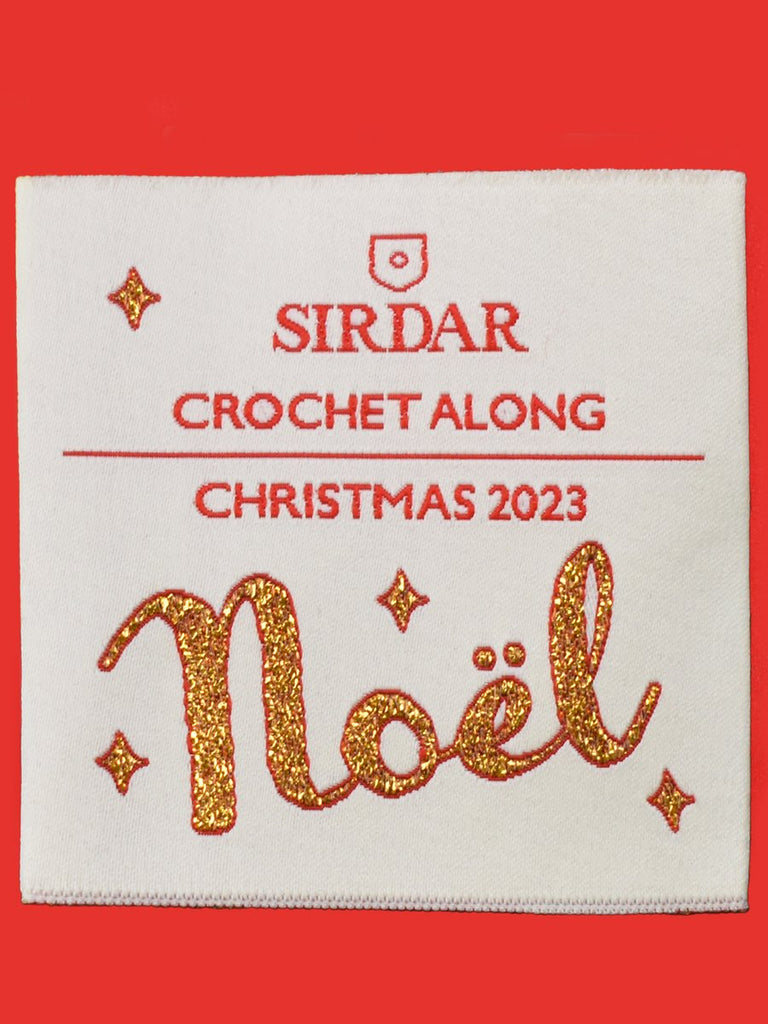 SIRDAR
CROCHET ALONG
CHRISTMAS 2023
Noël